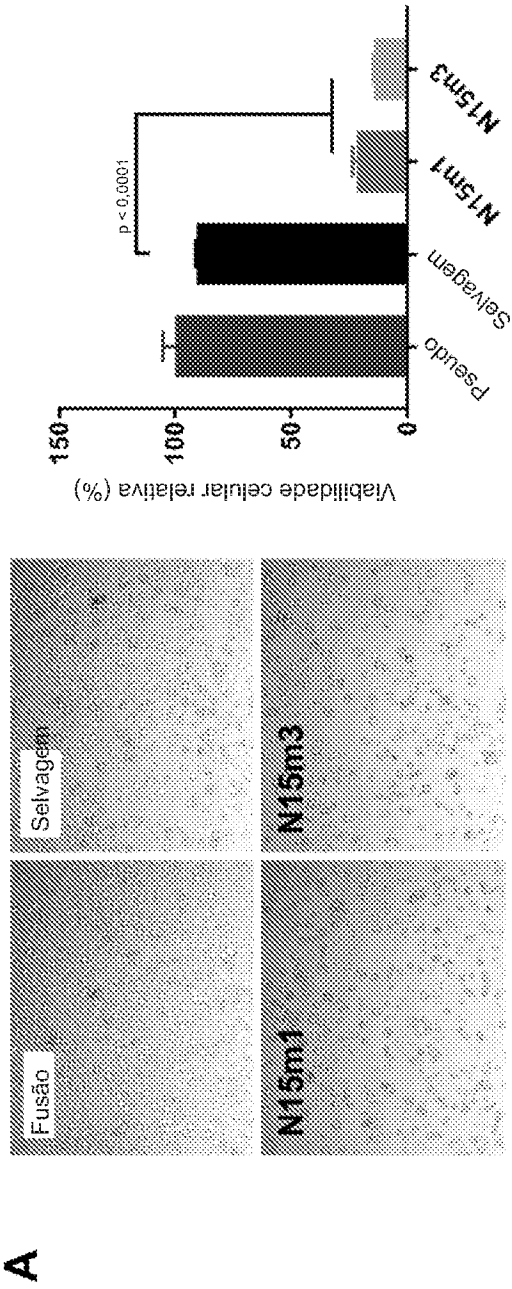 A
Fusão
Selvagem
N15m1
N15m3
Viabilidade celular relativa (%)
150
100
50
0
p < 0,0001
Pseudo
Selvagem
N15m1
N15m3